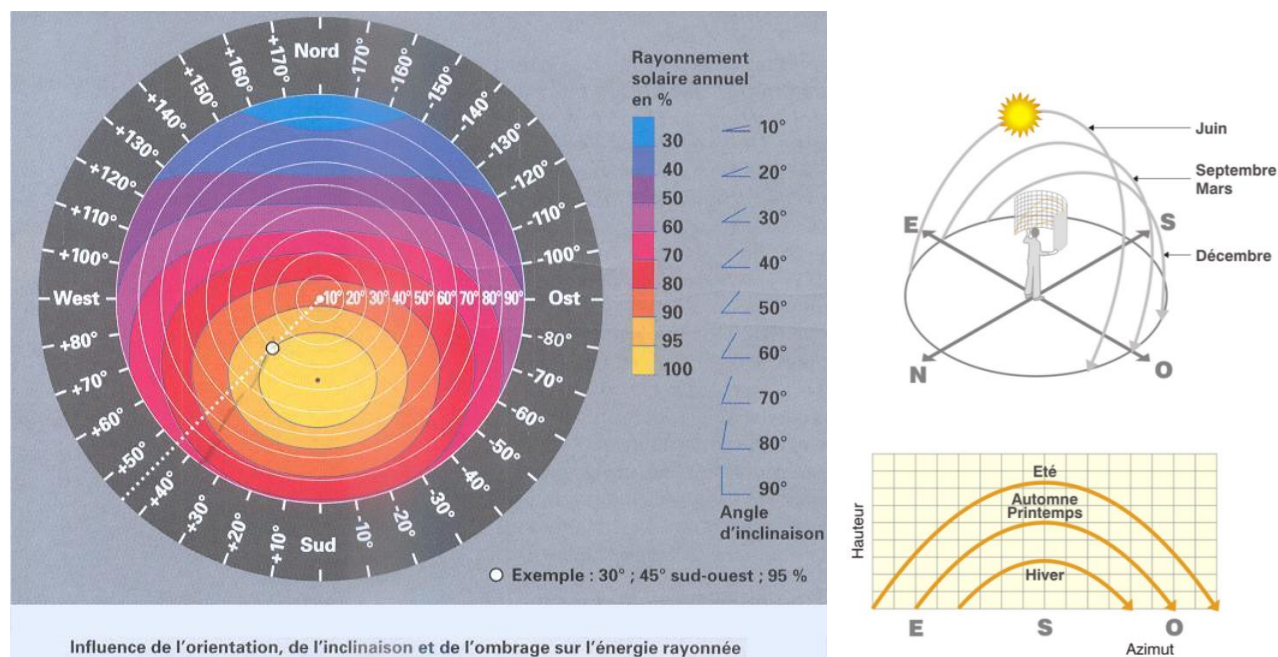 Nord
+170°
-170°
+160°
-160°
+150°
-150°
+140°
-140°
+130°
-130°
+120°
-120°
+110°
-110°
+100°
-100°
West
10° 20° 30° 40° 50° 60° 70° 80° 90°
Ost
+80°
-80°
+70°
-70°
+60°
-60°
+50°
-50°
+40°
-40°
+30°
-30°
+20°
-20°
+10°
-10°
Sud
Rayonnement
solaire annuel
en %
30
40
50
60
70
80
90
95
100
10°
20°
30°
40°
50°
60°
70°
80°
90°
Angle
d'inclinaison
Exemple : 30° ; 45° sud-ouest ; 95 %
Influence de l'orientation, de l'inclinaison et de l'ombrage sur l'énergie rayonnée
Juin
Septembre
Mars
Décembre
E
S
N
O
Hauteur
Eté
Automne
Printemps
Hiver
E S O
Azimut